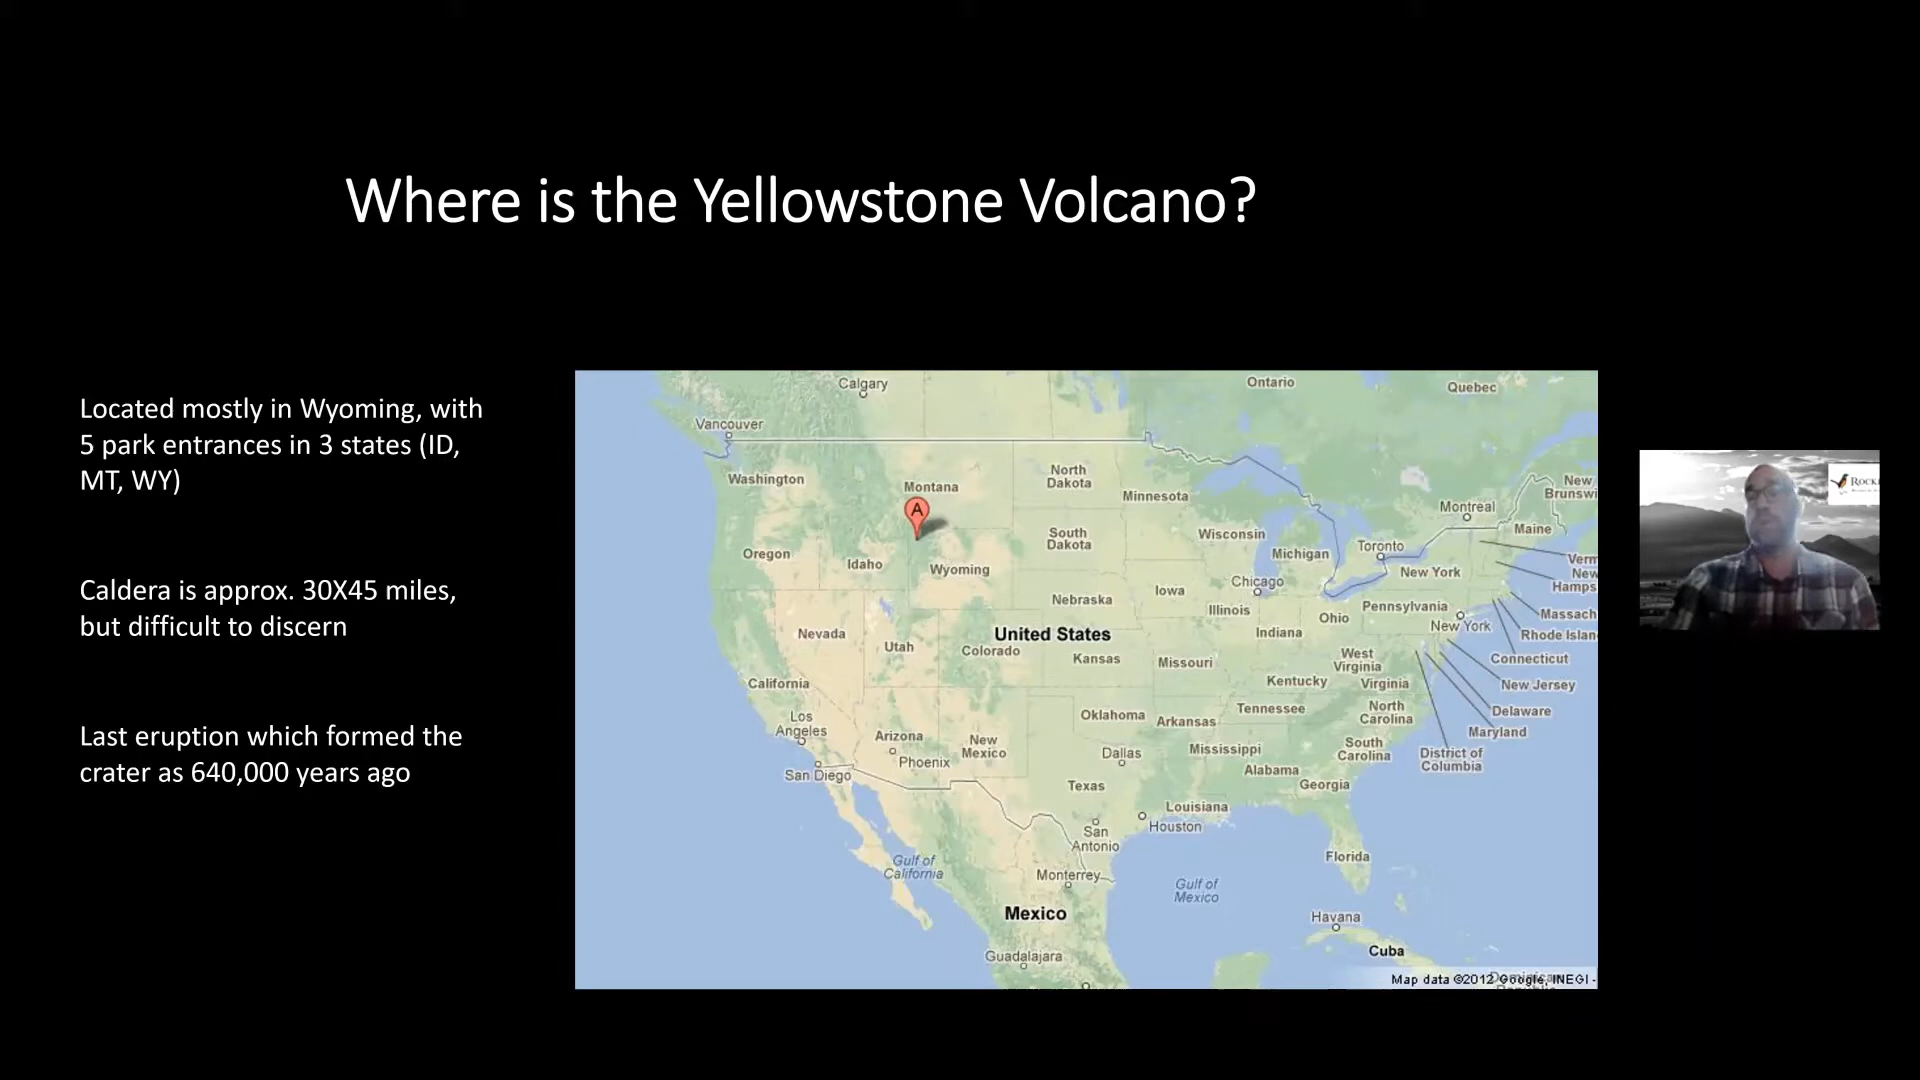 Where is the Yellowstone Volcano?
Located mostly in Wyoming, with
5 park entrances in 3 states (ID,
MT, WY)
Caldera is approx. 30X45 miles,
but difficult to discern
Last eruption which formed the
crater as 640,000 years ago
Calgary
Ontario
Quebec
Vancouver
Washington
Montana
North
Dakota
Minnesota
New
Brunswi
Montreal
Maine
A
Oregon
Idaho
Wyoming
South
Dakota
Wisconsin
Michigan
Toronto
New York
Verm
New
Hamps
Chicago
Iowa
Nebraska
Illinois
Indiana
Ohio
Pennsylvania
New York
Massach
Rhode Islan
Connecticut
New Jersey
Delaware
Maryland
District of
Columbia
Nevada
Utah
Colorado
United States
Kansas
Missouri
West
Virginia
Kentucky
Virginia
California
Los
Angeles
San Diego
Arizona
Phoenix
New
Mexico
Oklahoma
Arkansas
Tennessee
North
Carolina
South
Carolina
Dallas
Texas
Mississippi
Alabama
Georgia
Louisiana
Houston
San
Antonio
Florida
Gulf of
California
Monterrey
Gulf of
Mexico
Mexico
Havana
Cuba
Guadalajara
Map data ©2012 Google, INEGI -